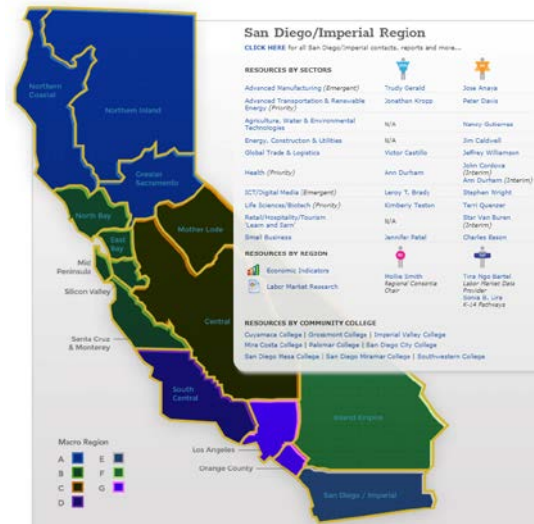 San Diego/Imperial Region
CLICK HERE for all San Diego/Imperial contacts, reports and more...
RESOURCES BY SECTORS
Advanced Manufacturing (Emergent) Trudy Gerald Jose Anaya
Advanced Transportation & Renewable Energy (Priority) Jonathan Kropp Peter Davis
Agriculture, Water & Environmental Technologies N/A Nancy Gutierrez
Energy, Construction & Utilities N/A Jim Caldwell
Global Trade & Logistics Victor Castillo Jeffrey Williamson
Health (Priority) Ann Durham John Cordova (Interim) Ann Durham (Interim)
ICT/Digital Media (Emergent) Leroy T. Brady Stephen Wright
Life Sciences/Biotech (Priority) Kimberly Teston Terri Quenzer
Retail/Hospitality/Tourism 'Learn and Earn' N/A Star Van Buren (Interim)
Small Business Jennifer Patel Charles Eason
RESOURCES BY REGION
Economic Indicators
Labor Market Research
Mollie Smith
Regional Consortia Chair
Tina Ngo Bartel
Labor Market Data Provider
Sonia B. Lira
K-14 Pathways
RESOURCES BY COMMUNITY COLLEGE
Cuyamaca College | Grossmont College | Imperial Valley College
Mira Costa College | Palomar College | San Diego City College
San Diego Mesa College | San Diego Miramar College | Southwestern College
Northern Coastal
Northern Inland
Greater Sacramento
North Bay
East Bay
Mother Lode
Mid Peninsula
Silicon Valley
Santa Cruz & Monterey
Central
South Central
Inland Empire
Los Angeles
Orange County
San Diego / Imperial
Macro Region
A E
B F
C G
D